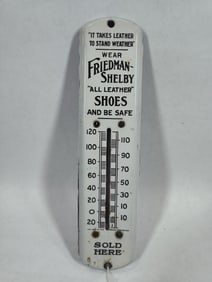 "IT TAKES LEATHER
TO STAND WEATHER"
WEAR
FRIEDMAN-
SHELBY
"ALL LEATHER"
SHOES
AND BE SAFE
120
110
100
90
80
70
60
50
40
30
20
10
0
10
20
SOLD
HERE